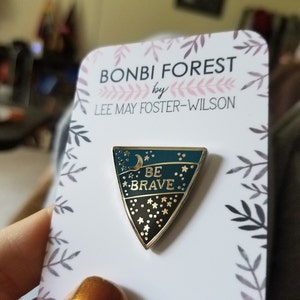 BONBI FOREST
by
LEE MAY FOSTER-WILSON
BE
BRAVE